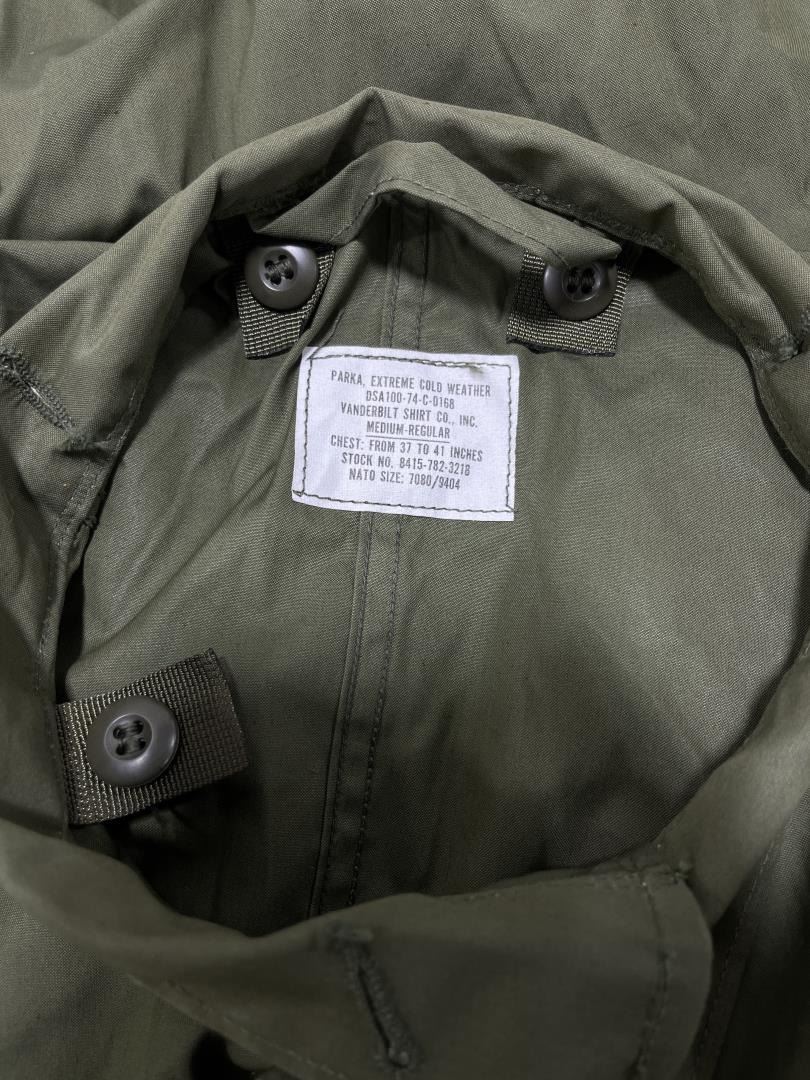 PARKA, EXTREME COLD WEATHER
DSA100-74-C-0168
VANDERBILT SHIRT CO., INC.
MEDIUM-REGULAR
CHEST: FROM 37 TO 41 INCHES
STOCK NO. 8415-782-3218
NATO SIZE: 7080/9404